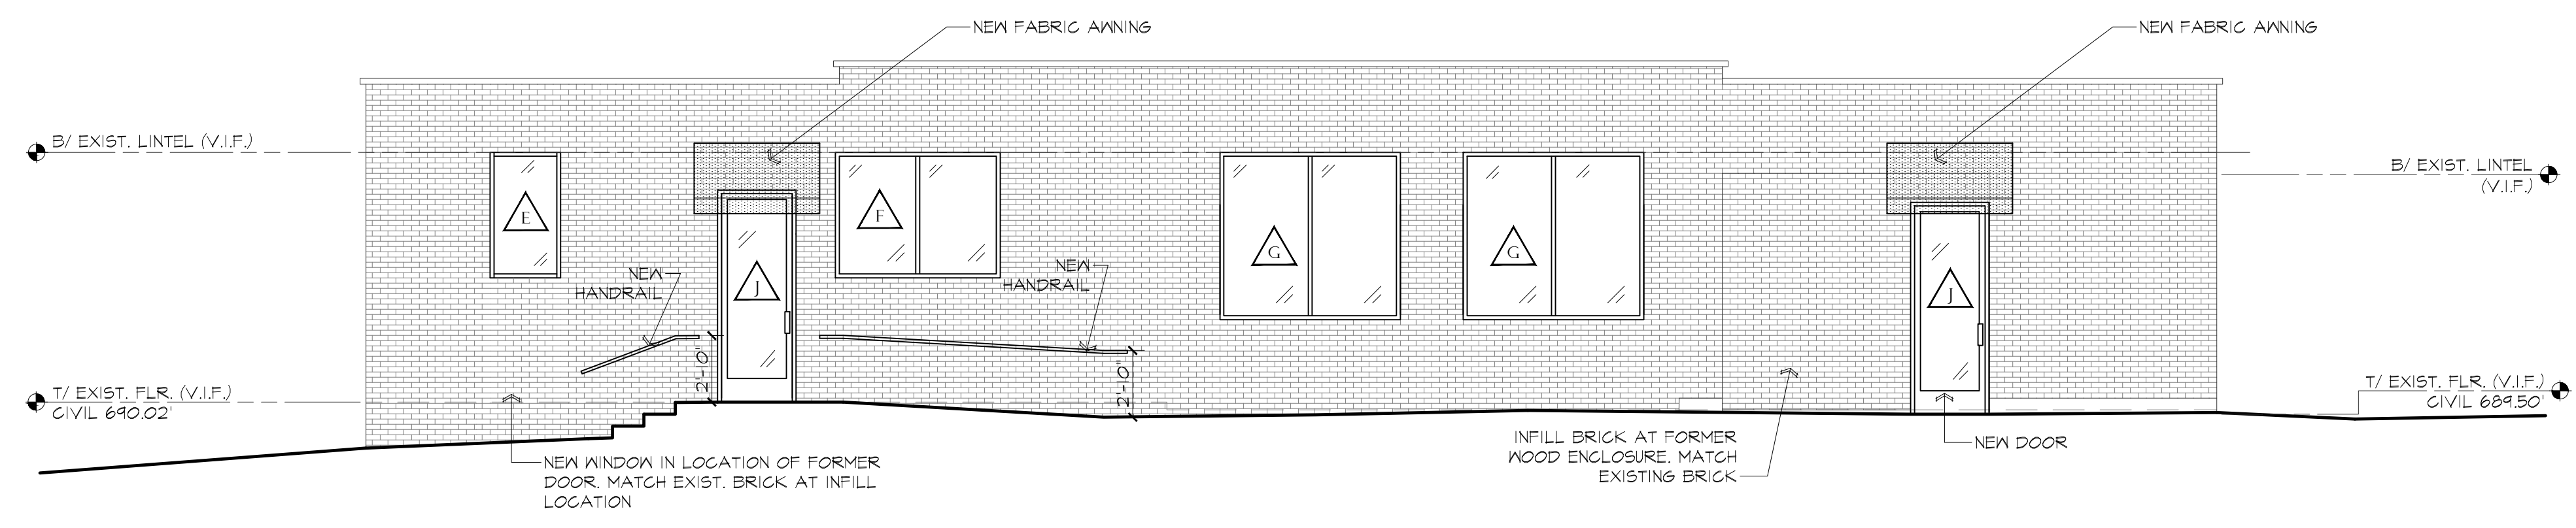 NEW FABRIC AWNING
NEW FABRIC AWNING
B/ EXIST. LINTEL (V.I.F.)
B/ EXIST. LINTEL
(V.I.F.)
E
F
G
G
J
J
NEW
HANDRAIL
NEW
HANDRAIL
2'-10"
2'-10"
T/ EXIST. FLR. (V.I.F.)
CIVIL 690.02'
T/ EXIST. FLR. (V.I.F.)
CIVIL 689.50'
NEW WINDOW IN LOCATION OF FORMER
DOOR. MATCH EXIST. BRICK AT INFILL
LOCATION
INFILL BRICK AT FORMER
WOOD ENCLOSURE. MATCH
EXISTING BRICK
NEW DOOR